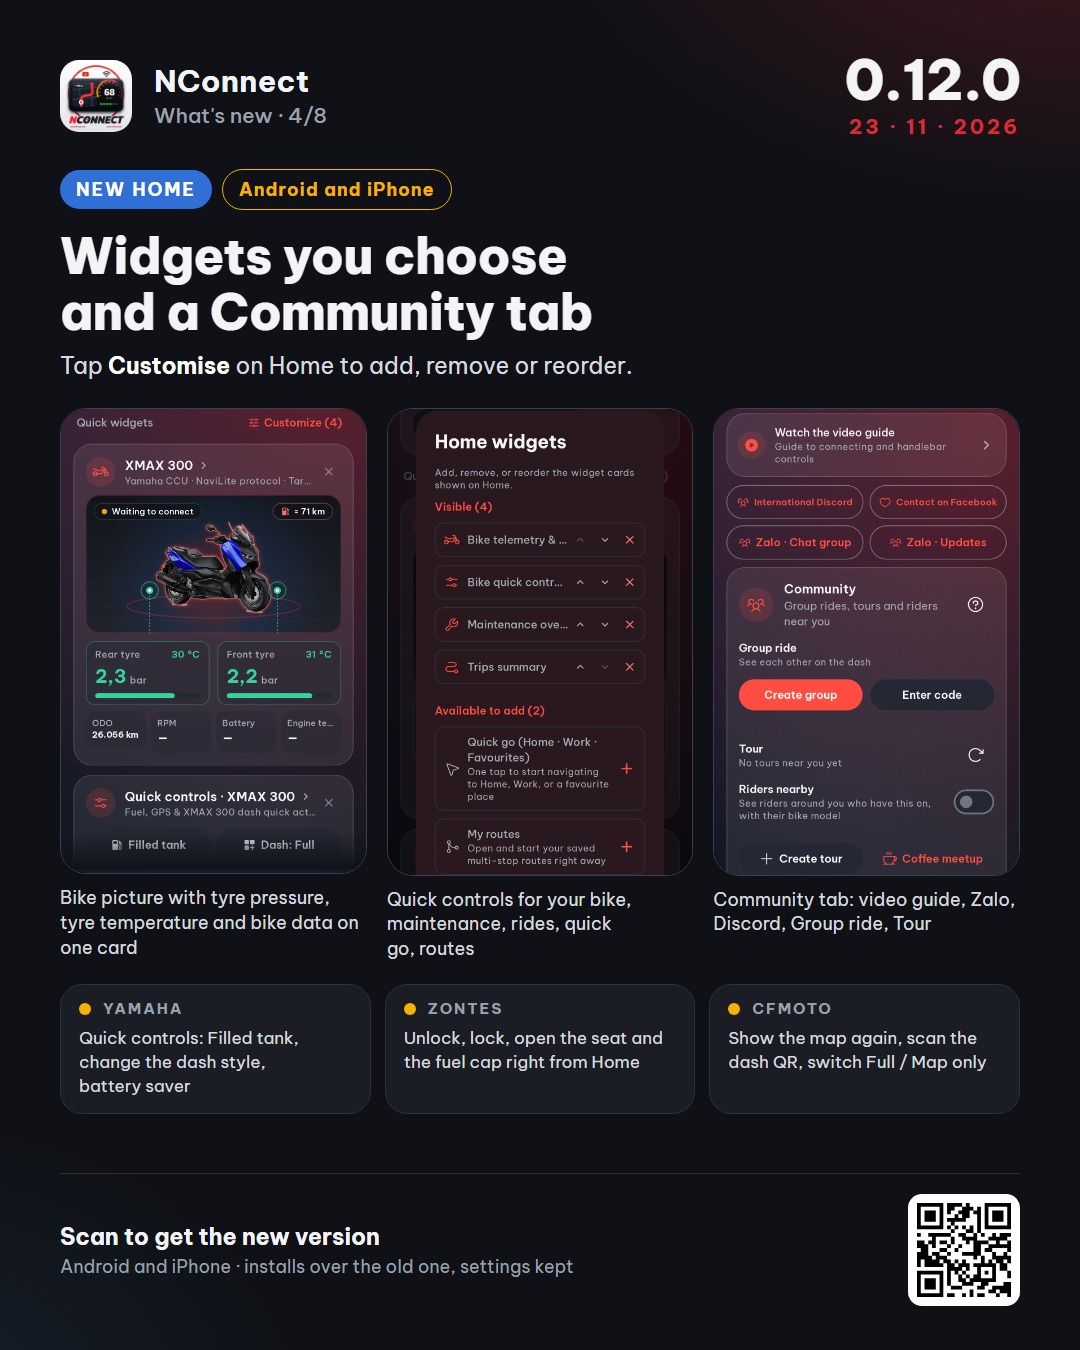 NConnect
What's new · 4/8
0.12.0
23 · 11 · 2026
NEW HOME
Android and iPhone
Widgets you choose
and a Community tab
Tap Customise on Home to add, remove or reorder.
Quick widgets
Customize (4)
XMAX 300
Yamaha CCU · NaviLite protocol · Tar...
Waiting to connect
≈ 71 km
Rear tyre
30 °C
2,3 bar
Front tyre
31 °C
2,2 bar
ODO
26.056 km
RPM
–
Battery
–
Engine te...
–
Quick controls · XMAX 300
Fuel, GPS & XMAX 300 dash quick act...
Filled tank
Dash: Full
Home widgets
Add, remove, or reorder the widget cards
shown on Home.
Visible (4)
Bike telemetry & ...
Bike quick contr...
Maintenance ove...
Trips summary
Available to add (2)
Quick go (Home · Work ·
Favourites)
One tap to start navigating
to Home, Work, or a favourite
place
My routes
Open and start your saved
multi-stop routes right away
Watch the video guide
Guide to connecting and handlebar
controls
International Discord
Contact on Facebook
Zalo · Chat group
Zalo · Updates
Community
Group rides, tours and riders
near you
Group ride
See each other on the dash
Create group
Enter code
Tour
No tours near you yet
Riders nearby
See riders around you who have this on,
with their bike model
Create tour
Coffee meetup
Bike picture with tyre pressure,
tyre temperature and bike data on
one card
Quick controls for your bike,
maintenance, rides, quick
go, routes
Community tab: video guide, Zalo,
Discord, Group ride, Tour
YAMAHA
Quick controls: Filled tank,
change the dash style,
battery saver
ZONTES
Unlock, lock, open the seat and
the fuel cap right from Home
CFMOTO
Show the map again, scan the
dash QR, switch Full / Map only
Scan to get the new version
Android and iPhone · installs over the old one, settings kept